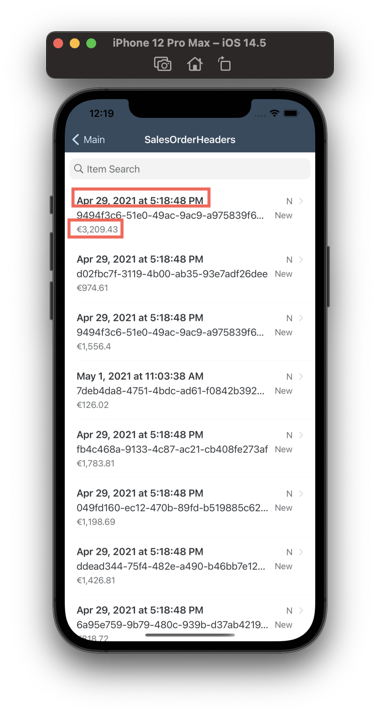 iPhone 12 Pro Max – iOS 14.5
12:19
Main
SalesOrderHeaders
Item Search
Apr 29, 2021 at 5:18:48 PM N
9494f3c6-51e0-49ac-9ac9-a975839f6... New
€3,209.43
Apr 29, 2021 at 5:18:48 PM N
d02fbc7f-3119-4b00-ab35-93e7adf26dee New
€974.61
Apr 29, 2021 at 5:18:48 PM N
9494f3c6-51e0-49ac-9ac9-a975839f6... New
€1,556.4
May 1, 2021 at 11:03:38 AM N
7deb4da8-4751-4bdc-ad61-f0842b392... New
€126.02
Apr 29, 2021 at 5:18:48 PM N
fb4c468a-9133-4c87-ac21-cb408fe273af New
€1,783.81
Apr 29, 2021 at 5:18:48 PM N
049fd160-ec12-470b-89fd-b519885c62... New
€1,198.69
Apr 29, 2021 at 5:18:48 PM N
ddead344-75f4-482e-a490-b46bb7e12... New
€1,426.81
Apr 29, 2021 at 5:18:48 PM N
6a95e759-9b79-480c-939b-d37ab4219... New